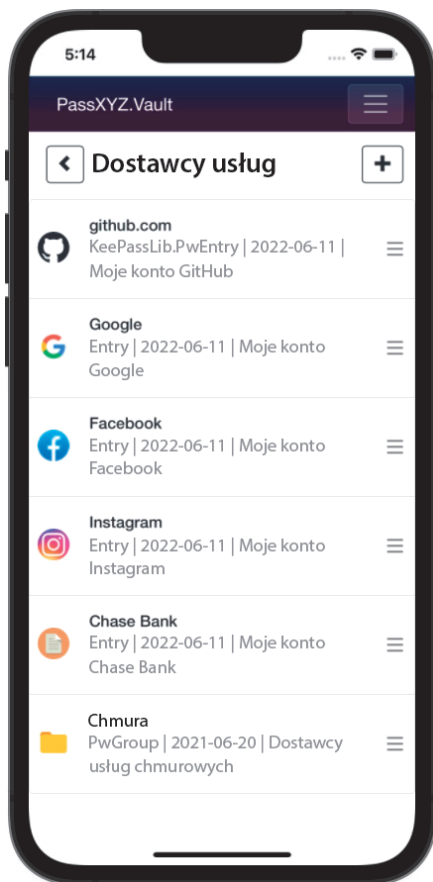 5:14
PassXYZ.Vault
Dostawcy usług
github.com
KeePassLib.PwEntry | 2022-06-11 |
Moje konto GitHub
Google
Entry | 2022-06-11 | Moje konto
Google
Facebook
Entry | 2022-06-11 | Moje konto
Facebook
Instagram
Entry | 2022-06-11 | Moje konto
Instagram
Chase Bank
Entry | 2022-06-11 | Moje konto
Chase Bank
Chmura
PwGroup | 2021-06-20 | Dostawcy
usług chmurowych